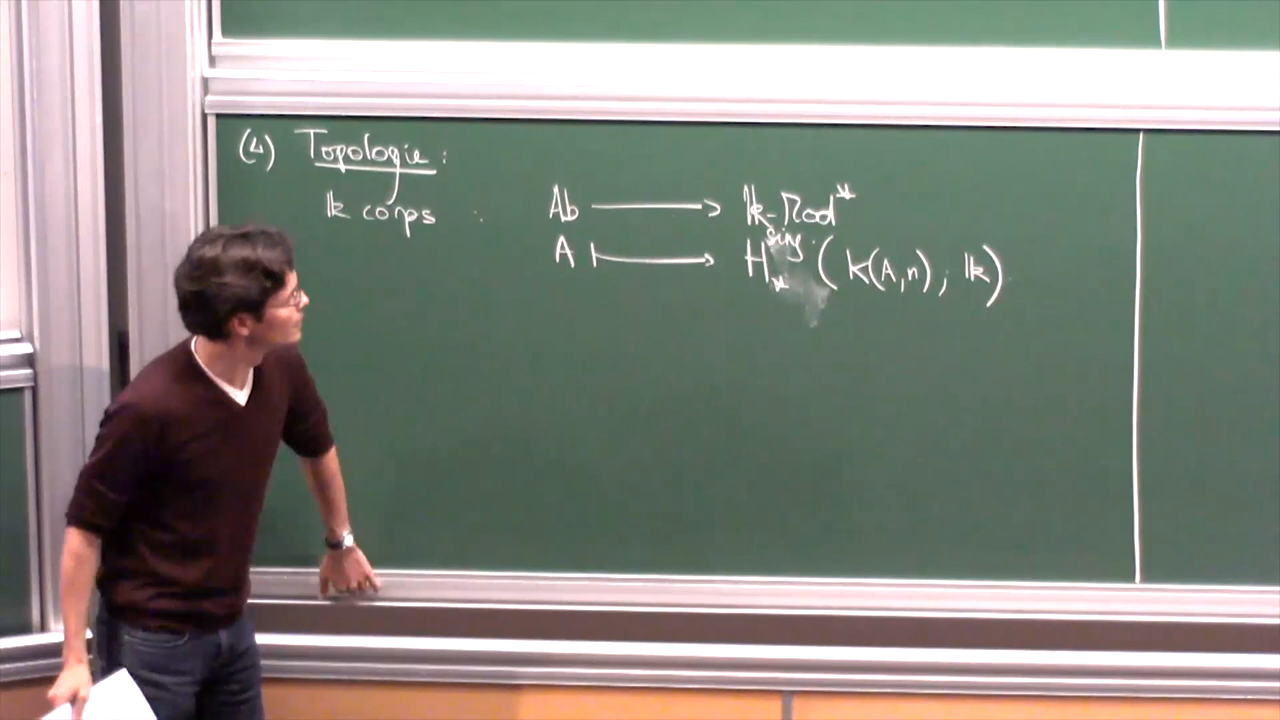 (4) Topologie :
𝕜 corps : Ab ⟶ 𝕜-Mod*
A ⟼ H⁎ˢⁱⁿᵍ· (K(A,n), 𝕜)